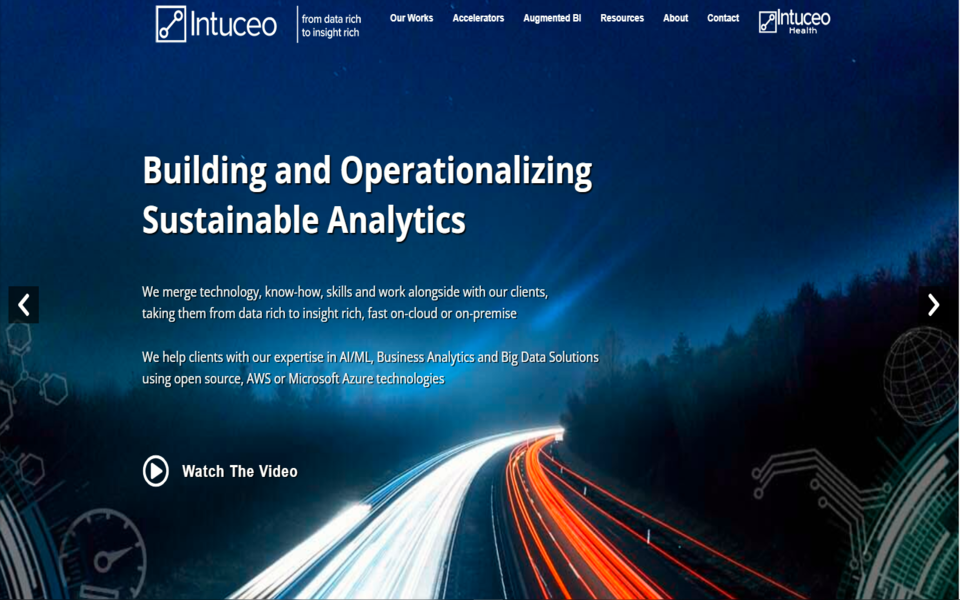 Intuceo
from data rich
to insight rich
Our Works
Accelerators
Augmented BI
Resources
About
Contact
Intuceo
Health
Building and Operationalizing
Sustainable Analytics
We merge technology, know-how, skills and work alongside with our clients,
taking them from data rich to insight rich, fast on-cloud or on-premise
We help clients with our expertise in AI/ML, Business Analytics and Big Data Solutions
using open source, AWS or Microsoft Azure technologies
Watch The Video